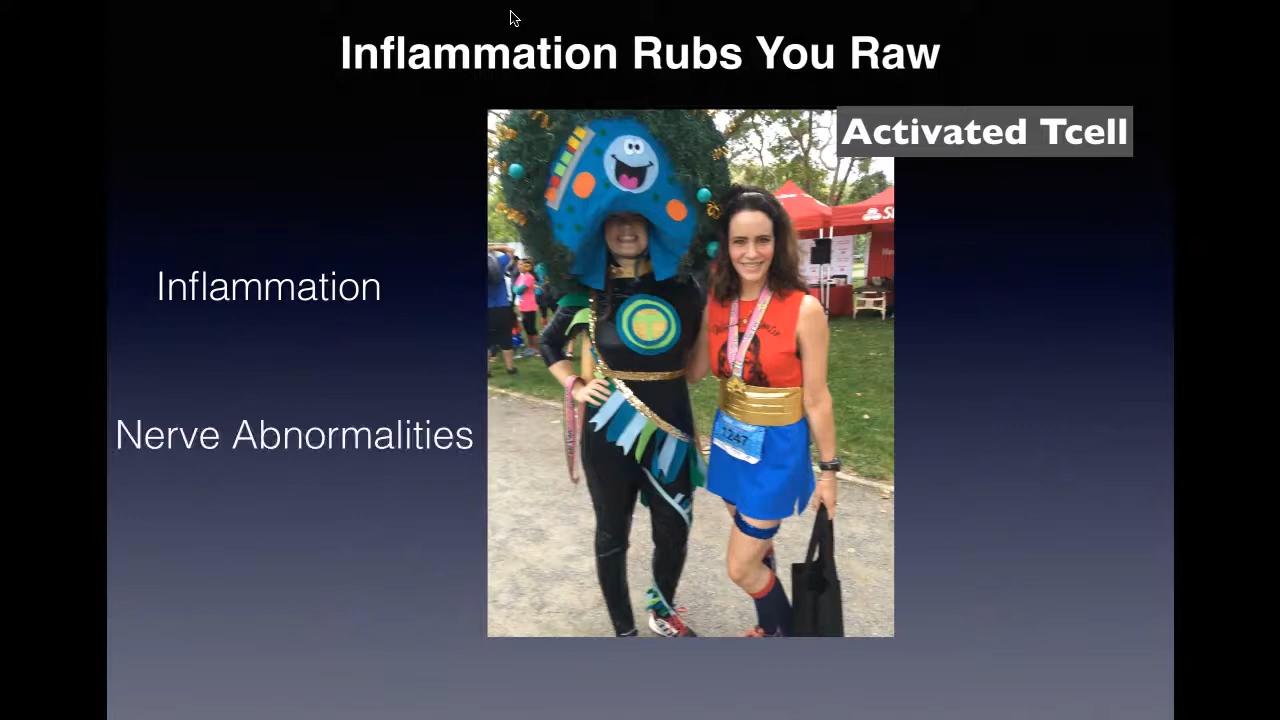 Inflammation Rubs You Raw
Activated Tcell
Inflammation
Nerve Abnormalities
1247